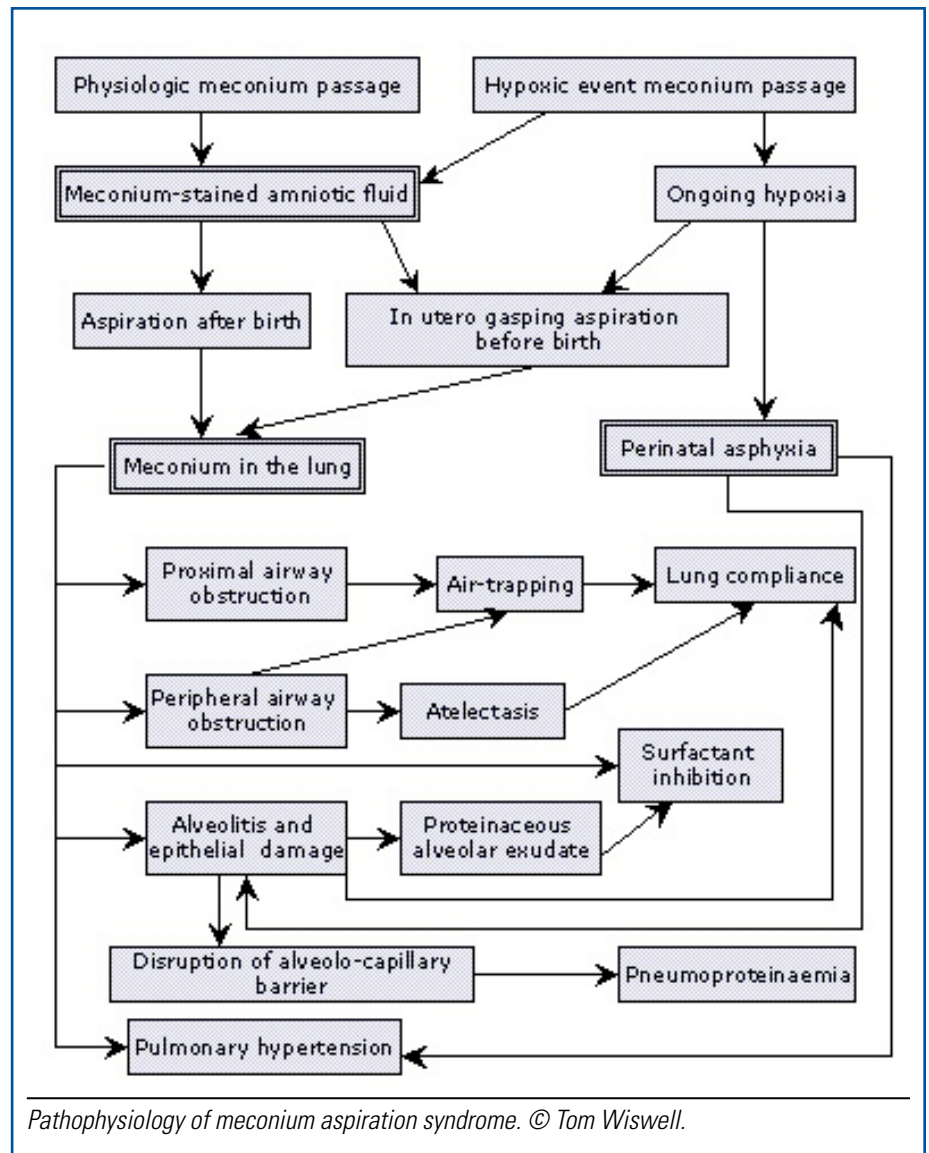 Physiologic meconium passage
Hypoxic event meconium passage
Meconium-stained amniotic fluid
Ongoing hypoxia
Aspiration after birth
In utero gasping aspiration
before birth
Meconium in the lung
Perinatal asphyxia
Proximal airway
obstruction
Air-trapping
Lung compliance
Peripheral airway
obstruction
Atelectasis
Surfactant
inhibition
Alveolitis and
epithelial damage
Proteinaceous
alveolar exudate
Disruption of alveolo-capillary
barrier
Pneumoproteinaemia
Pulmonary hypertension
Pathophysiology of meconium aspiration syndrome. © Tom Wiswell.